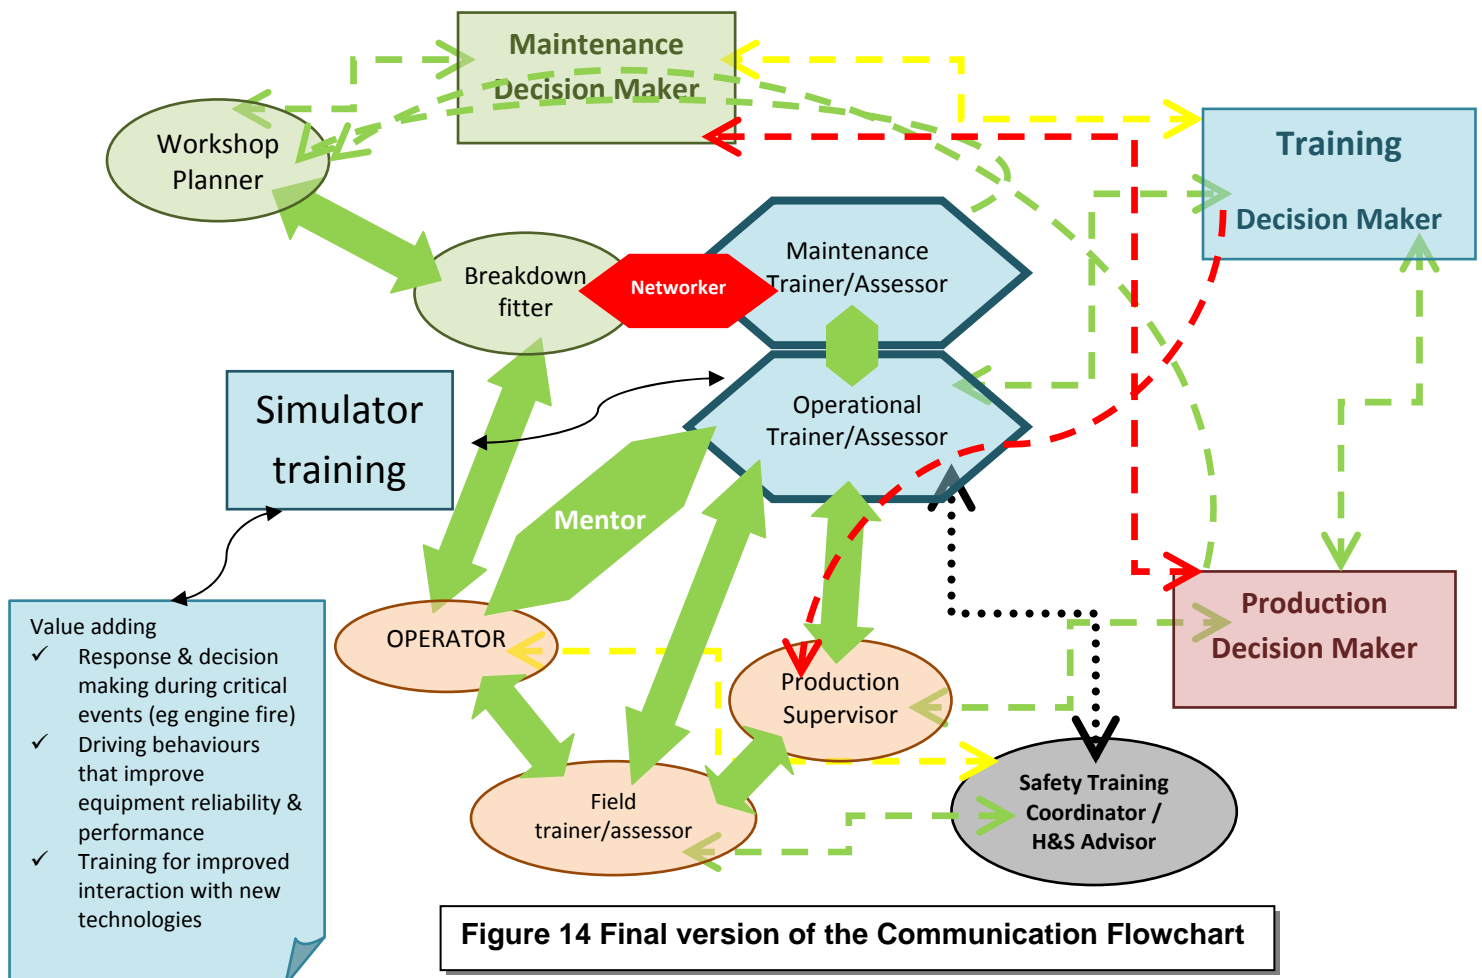 Maintenance
Decision Maker
Workshop
Planner
Training
Decision Maker
Maintenance
Trainer/Assessor
Breakdown
fitter
Networker
Simulator
training
Operational
Trainer/Assessor
Mentor
Value adding
✓ Response & decision
making during critical
events (eg engine fire)
✓ Driving behaviours
that improve
equipment reliability &
performance
✓ Training for improved
interaction with new
technologies
OPERATOR
Production
Supervisor
Production
Decision Maker
Field
trainer/assessor
Safety Training
Coordinator /
H&S Advisor
Figure 14 Final version of the Communication Flowchart